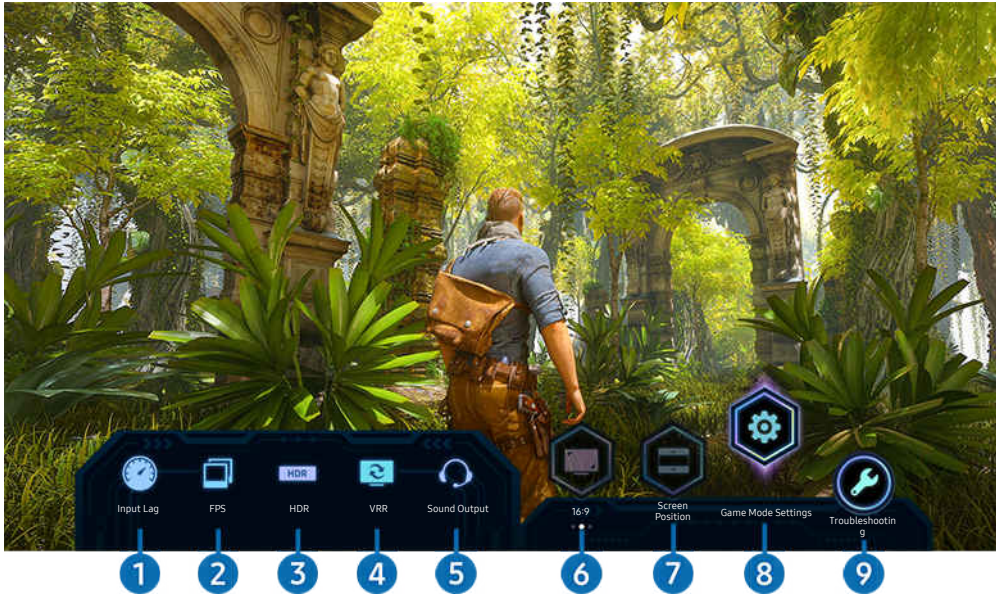 HDR
Input Lag
FPS
HDR
VRR
Sound Output
16:9
Screen
Position
Game Mode Settings
Troubleshootin
g
1
2
3
4
5
6
7
8
9